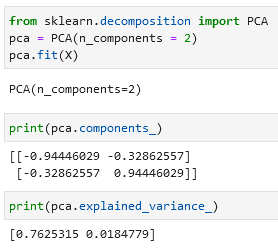 from sklearn.decomposition import PCA
pca = PCA(n_components = 2)
pca.fit(X)
PCA(n_components=2)
print(pca.components_)
[[-0.94446029 -0.32862557]
 [-0.32862557  0.94446029]]
print(pca.explained_variance_)
[0.7625315 0.0184779]